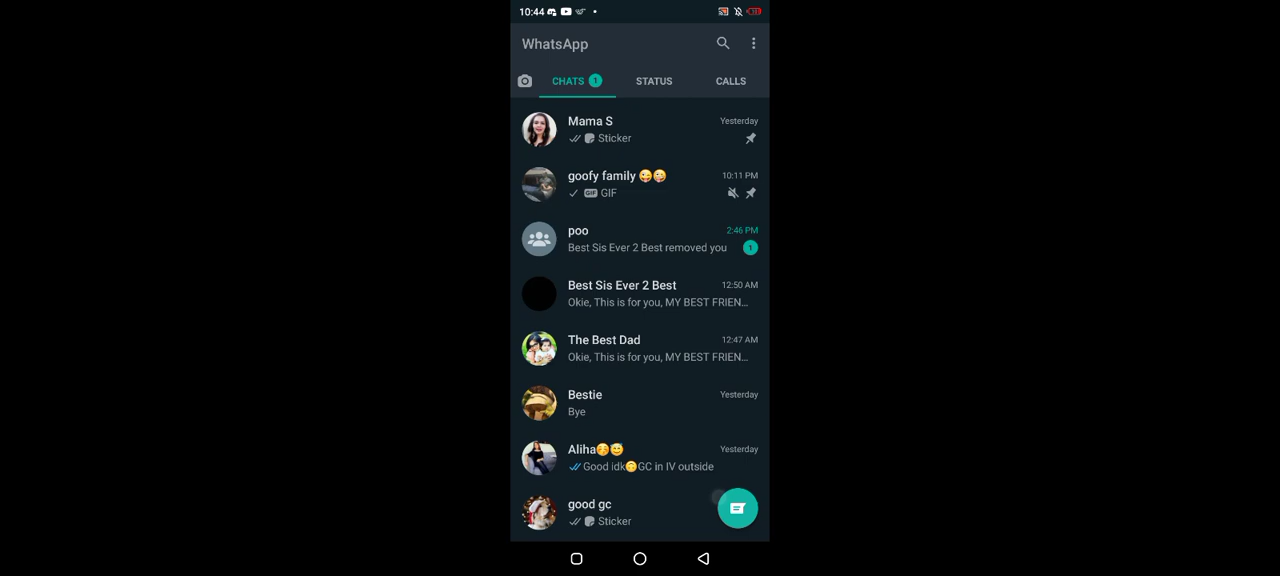 10:44
WhatsApp
CHATS 1 STATUS CALLS
Mama S Yesterday
Sticker
goofy family 😜🤪 10:11 PM
GIF GIF
poo 2:46 PM
Best Sis Ever 2 Best removed you 1
Best Sis Ever 2 Best 12:50 AM
Okie, This is for you, MY BEST FRIEN...
The Best Dad 12:47 AM
Okie, This is for you, MY BEST FRIEN...
Bestie Yesterday
Bye
Aliha🥳😇 Yesterday
Good idk🙃GC in IV outside
good gc
Sticker